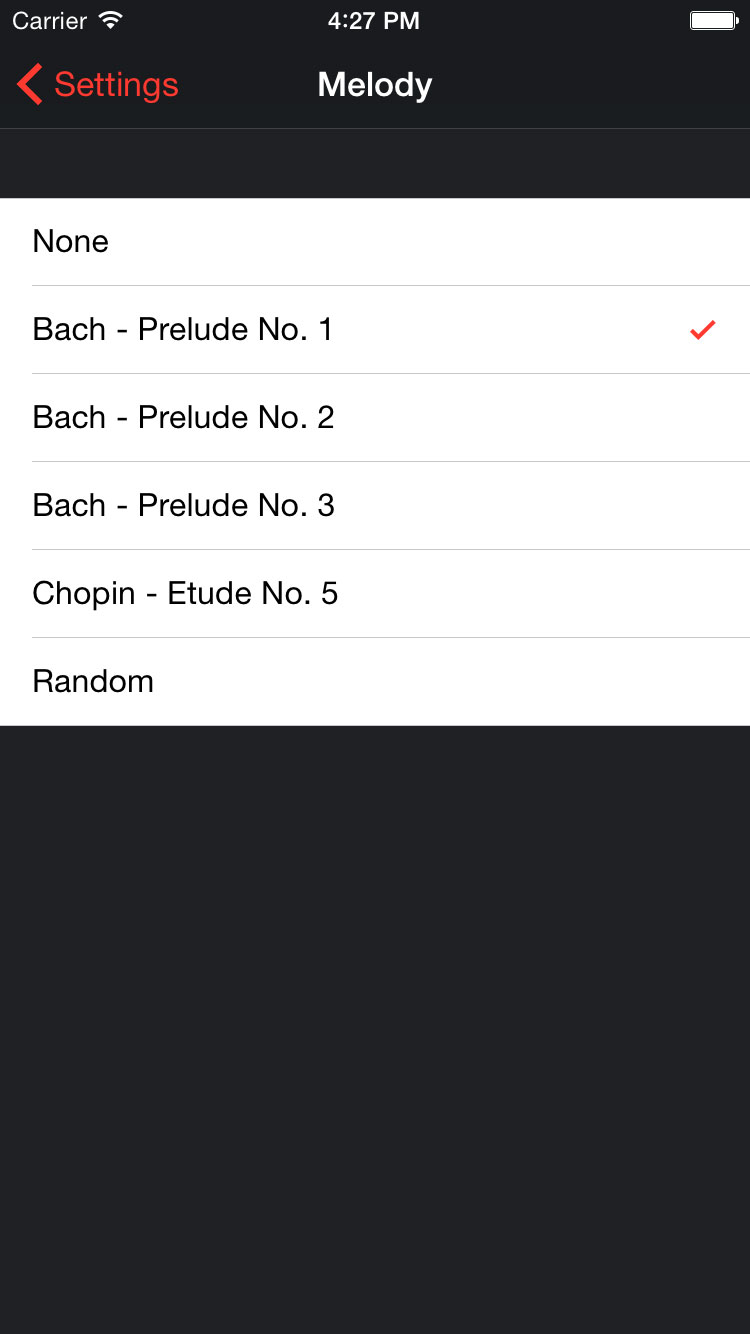 Carrier 4:27 PM
Settings Melody
None
Bach - Prelude No. 1
Bach - Prelude No. 2
Bach - Prelude No. 3
Chopin - Etude No. 5
Random